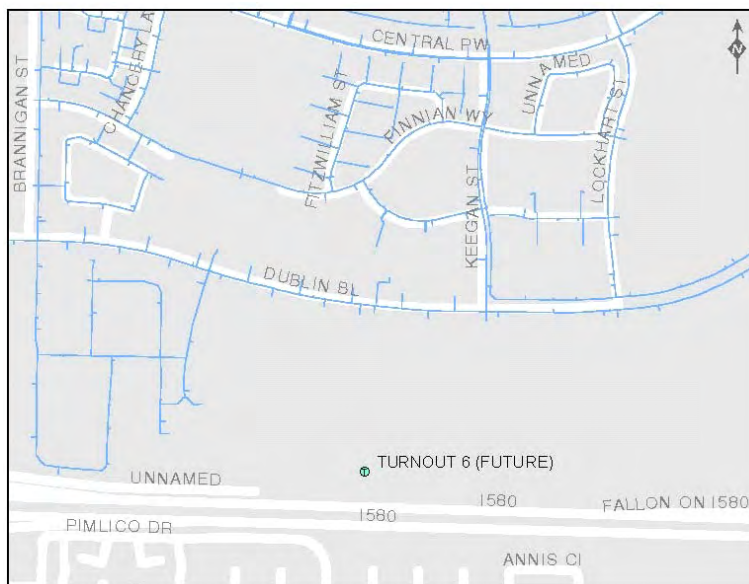 CENTRAL PW
BRANNIGAN ST
CHANCERY LA
UNNAMED
FITZWILLIAM ST
FINNIAN WY
LOCKHART ST
KEEGAN ST
DUBLIN BL
TURNOUT 6 (FUTURE)
UNNAMED
I580
FALLON ON I580
I580
PIMLICO DR
ANNIS CI
N